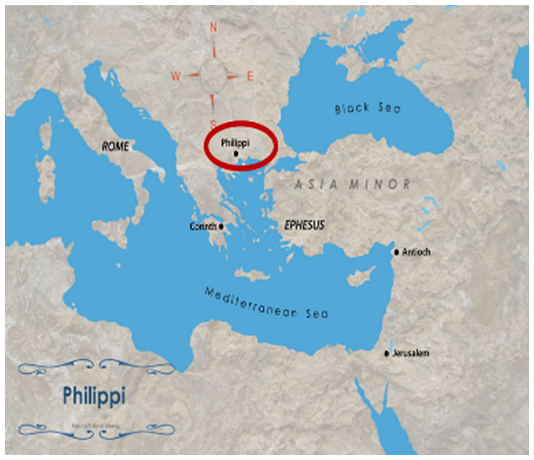 N
W E
S
Black Sea
Philippi
ROME
ASIA MINOR
Corinth
EPHESUS
Antioch
Mediterranean Sea
Jerusalem
Philippi